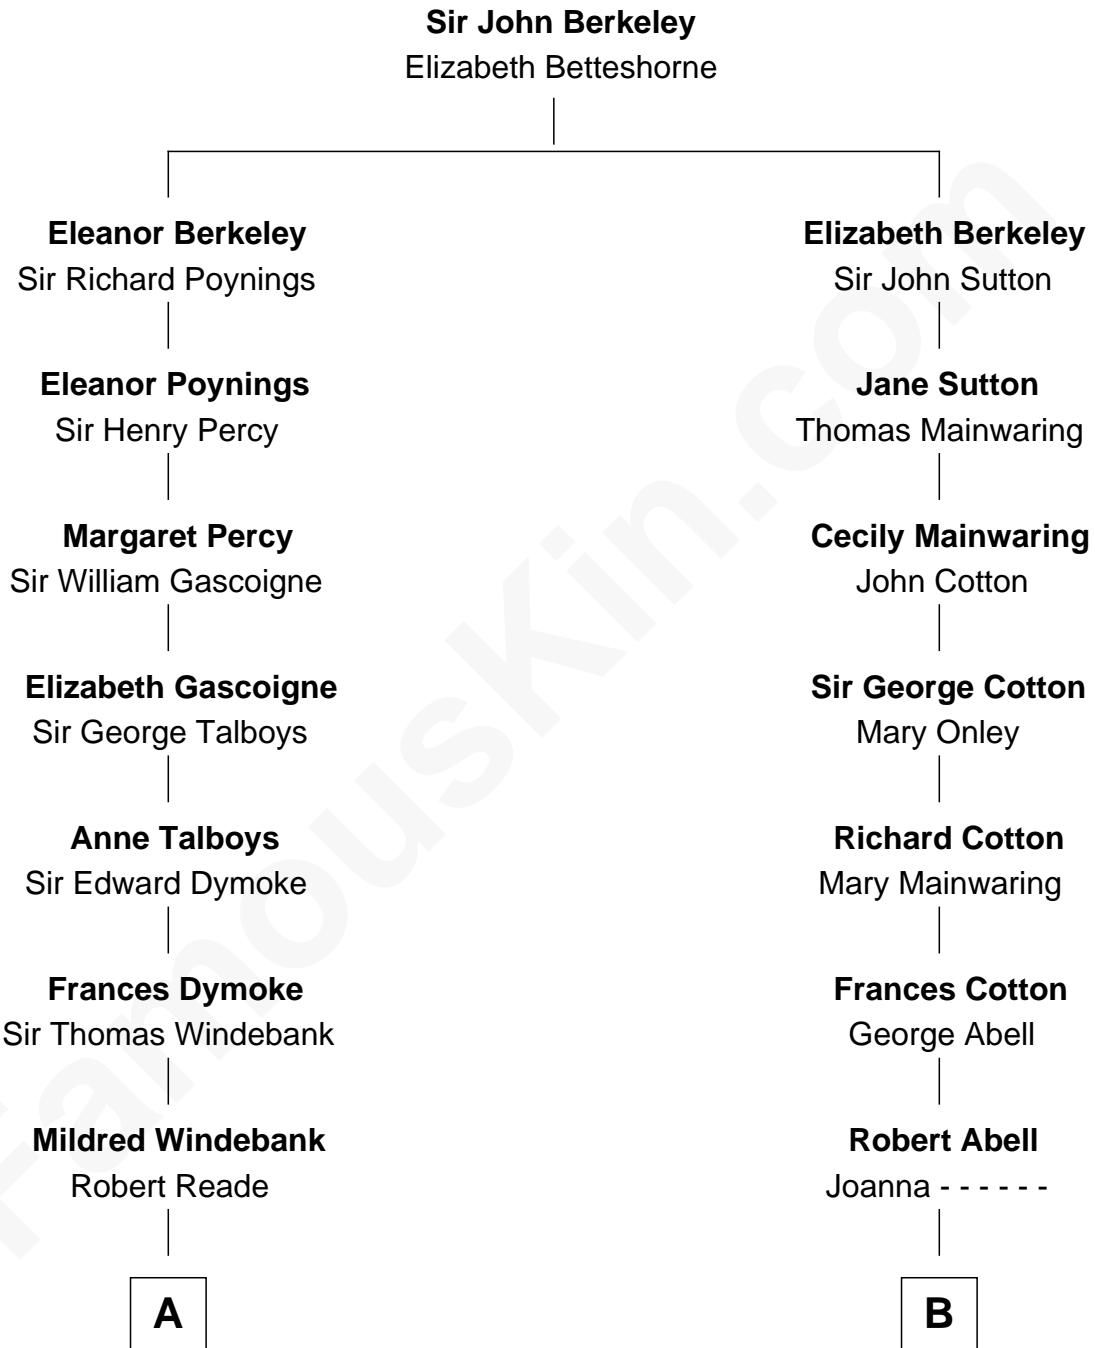 Sir John Berkeley
Elizabeth Betteshorne
Eleanor Berkeley
Sir Richard Poynings
Eleanor Poynings
Sir Henry Percy
Margaret Percy
Sir William Gascoigne
Elizabeth Gascoigne
Sir George Talboys
Anne Talboys
Sir Edward Dymoke
Frances Dymoke
Sir Thomas Windebank
Mildred Windebank
Robert Reade
A
Elizabeth Berkeley
Sir John Sutton
Jane Sutton
Thomas Mainwaring
Cecily Mainwaring
John Cotton
Sir George Cotton
Mary Onley
Richard Cotton
Mary Mainwaring
Frances Cotton
George Abell
Robert Abell
Joanna - - - - - -
B
FamousKin.com